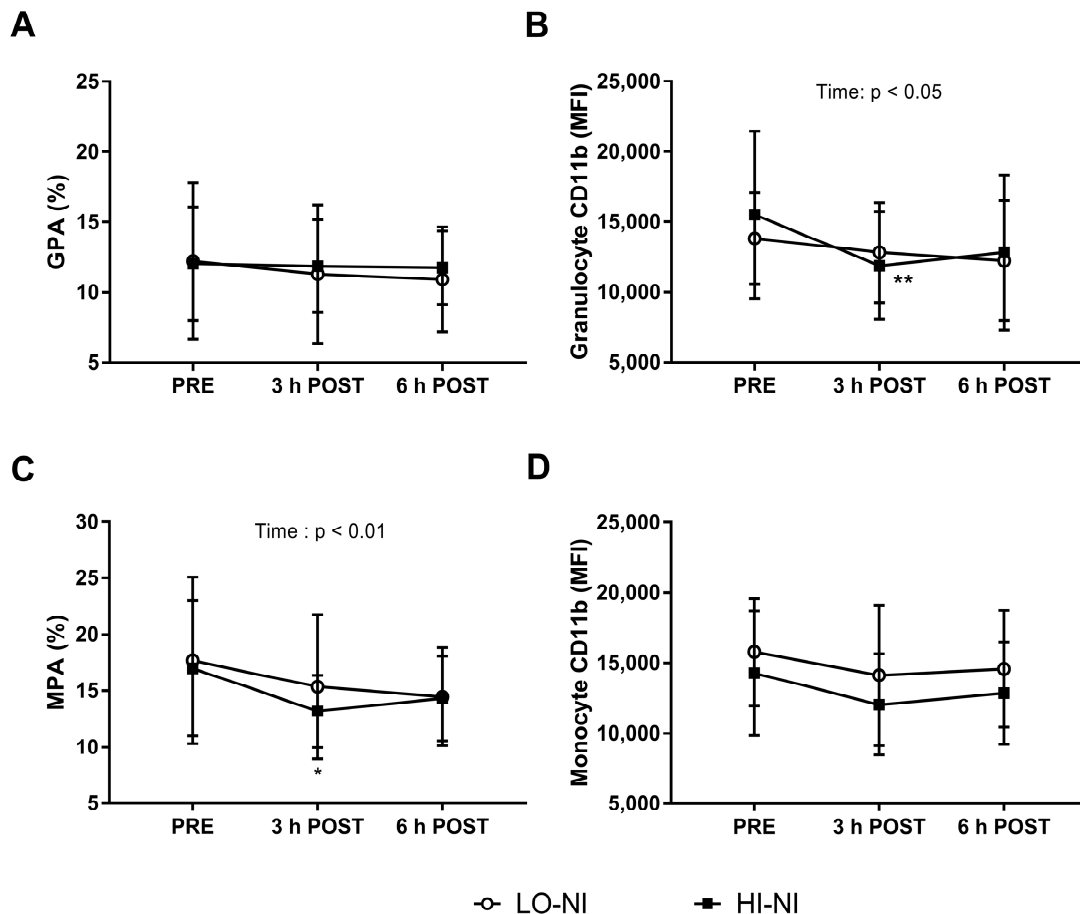 A
GPA (%)
25
20
15
10
5
PRE 3 h POST 6 h POST
B
Granulocyte CD11b (MFI)
Time: p < 0.05
25,000
20,000
15,000
10,000
5,000
**
PRE 3 h POST 6 h POST
C
MPA (%)
Time : p < 0.01
30
25
20
15
10
5
*
PRE 3 h POST 6 h POST
D
Monocyte CD11b (MFI)
25,000
20,000
15,000
10,000
5,000
PRE 3 h POST 6 h POST
LO-NI HI-NI